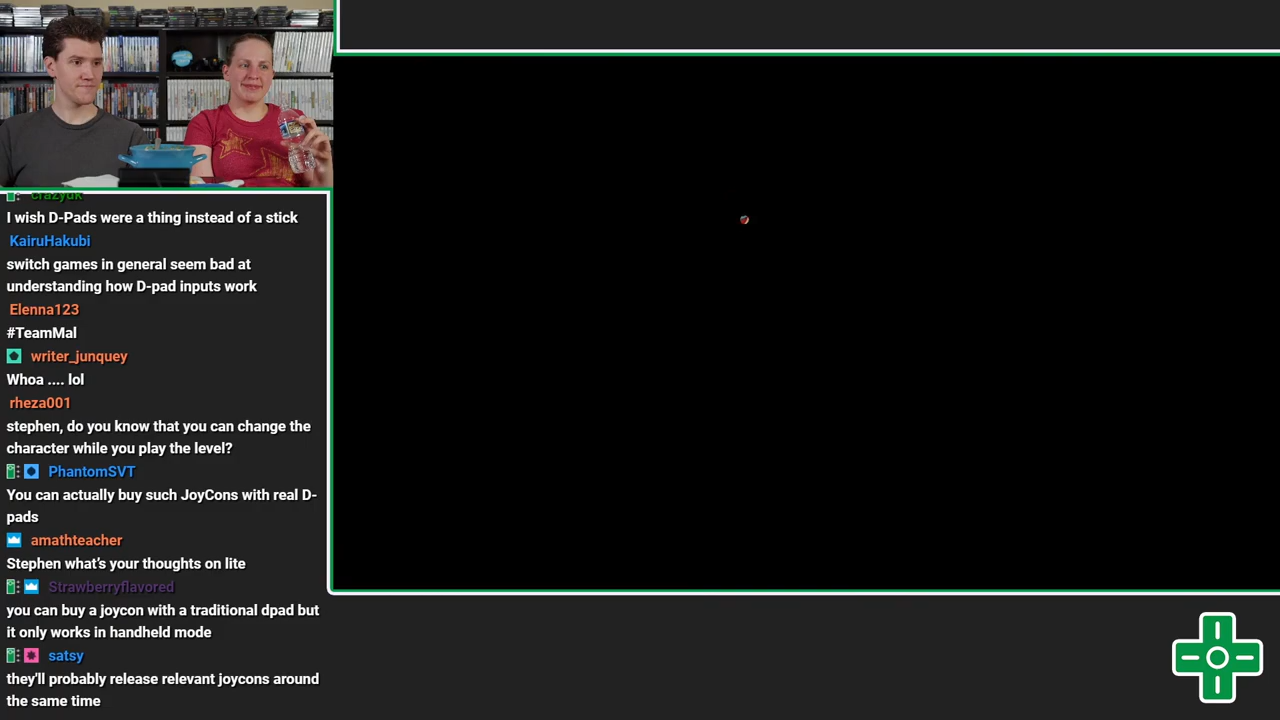 crazyuk
I wish D-Pads were a thing instead of a stick
KairuHakubi
switch games in general seem bad at
understanding how D-pad inputs work
Elenna123
#TeamMal
writer_junquey
Whoa .... lol
rheza001
stephen, do you know that you can change the
character while you play the level?
PhantomSVT
You can actually buy such JoyCons with real D-
pads
amathteacher
Stephen what's your thoughts on lite
Strawberryflavored
you can buy a joycon with a traditional dpad but
it only works in handheld mode
satsy
they'll probably release relevant joycons around
the same time